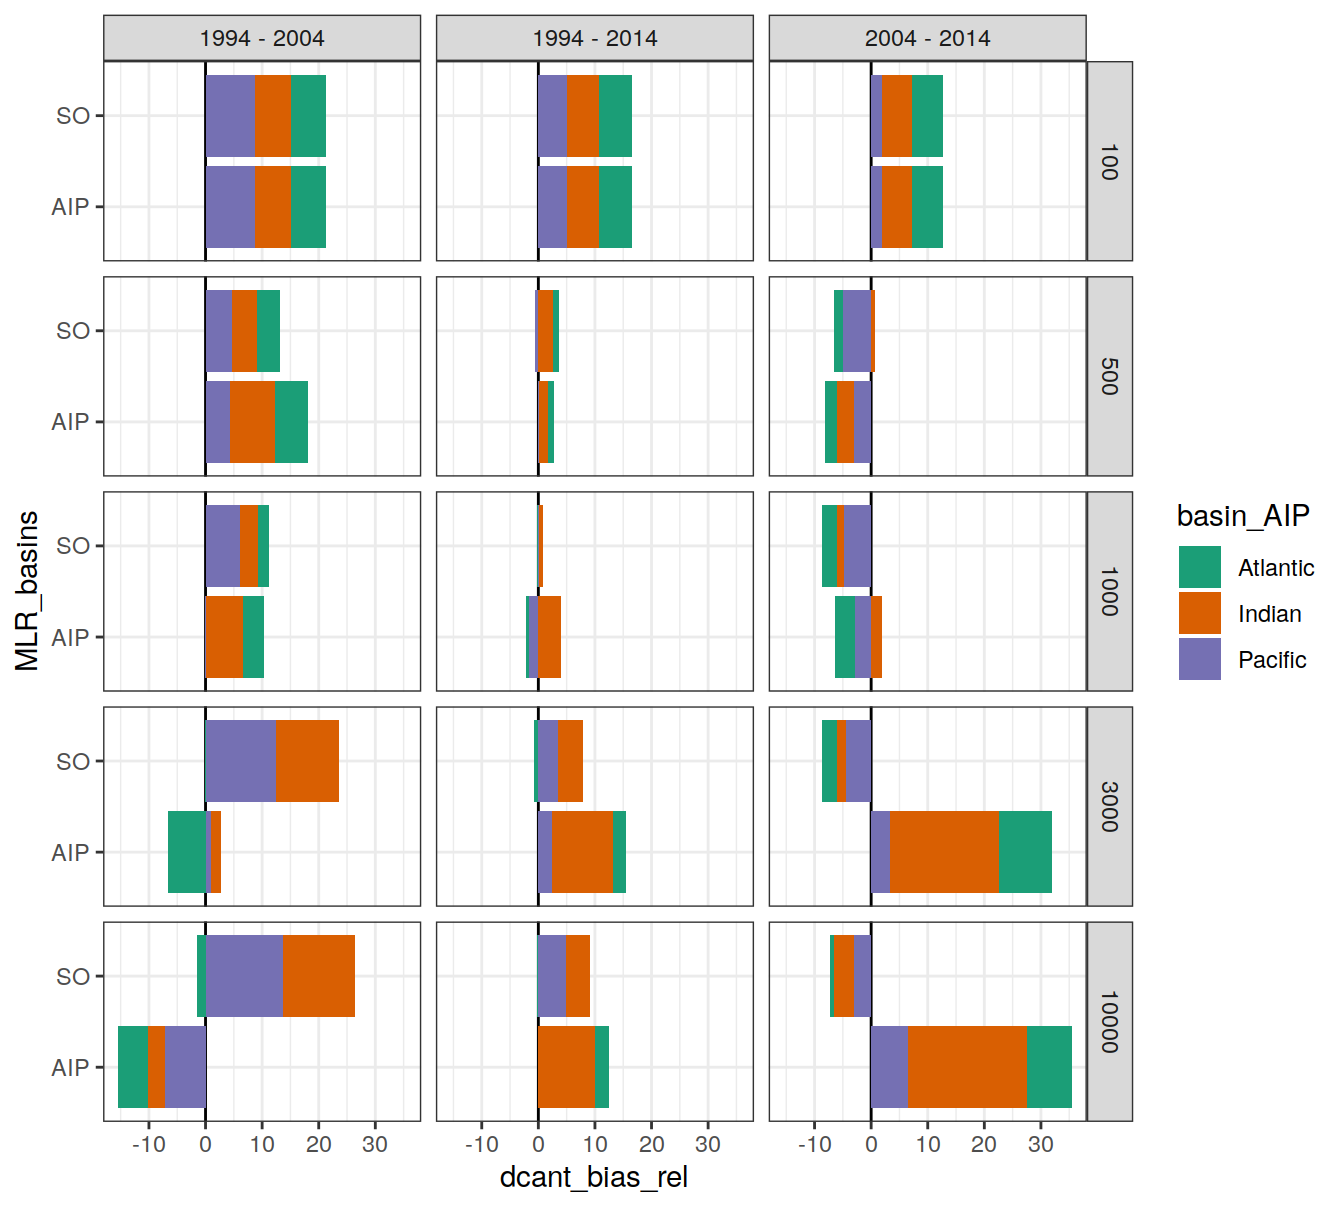 1994 - 2004
1994 - 2014
2004 - 2014
SO
AIP
100
SO
AIP
500
SO
AIP
1000
SO
AIP
3000
SO
AIP
10000
-10 0 10 20 30
-10 0 10 20 30
-10 0 10 20 30
dcant_bias_rel
MLR_basins
basin_AIP
Atlantic
Indian
Pacific